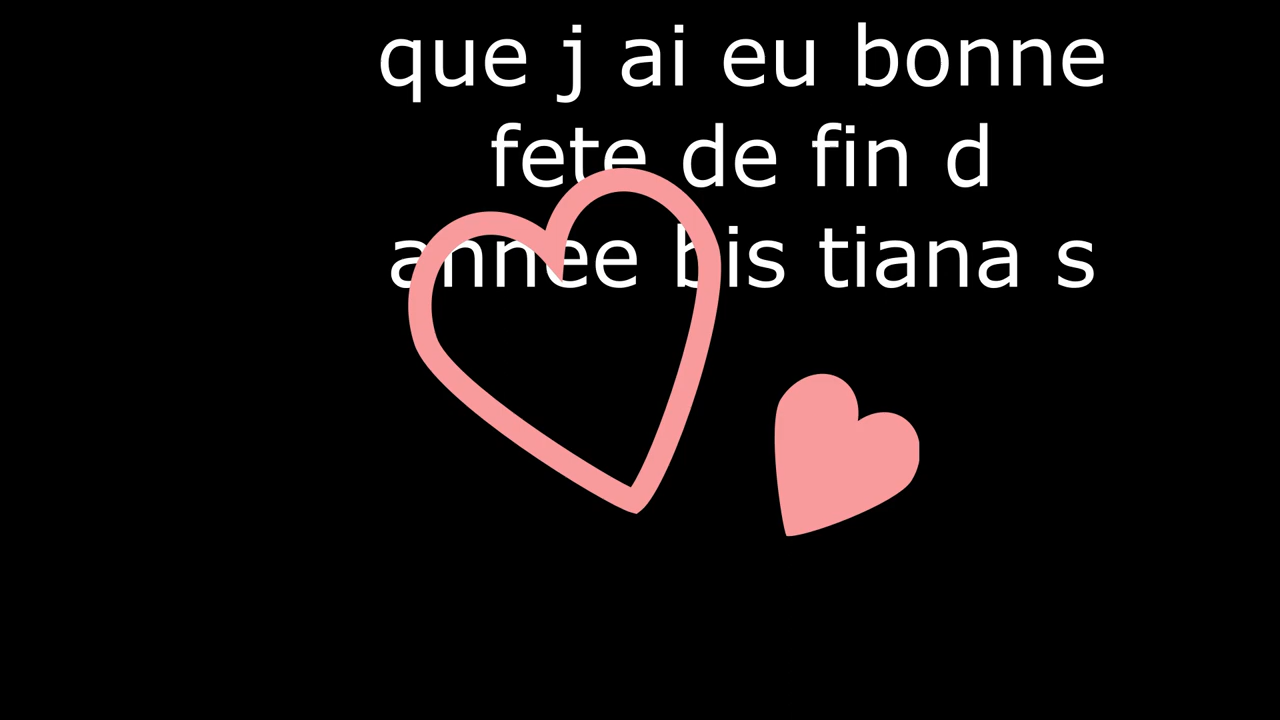 que j ai eu bonne
fete de fin d
annee bis tiana s